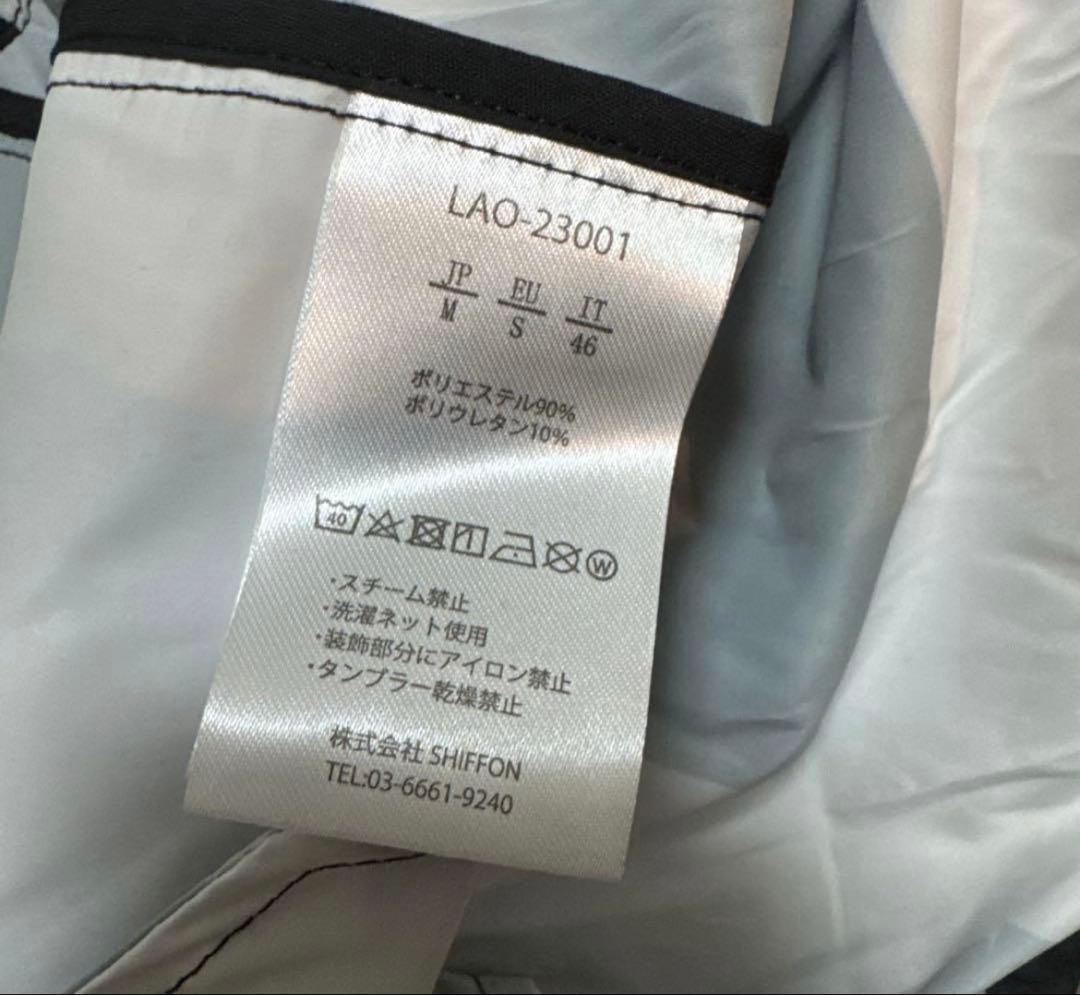 LAO-23001
JP EU IT
M S 46
ポリエステル90%
ポリウレタン10%
40 W
・スチーム禁止
・洗濯ネット使用
・装飾部分にアイロン禁止
・タンブラー乾燥禁止
株式会社 SHIFFON
TEL:03-6661-9240